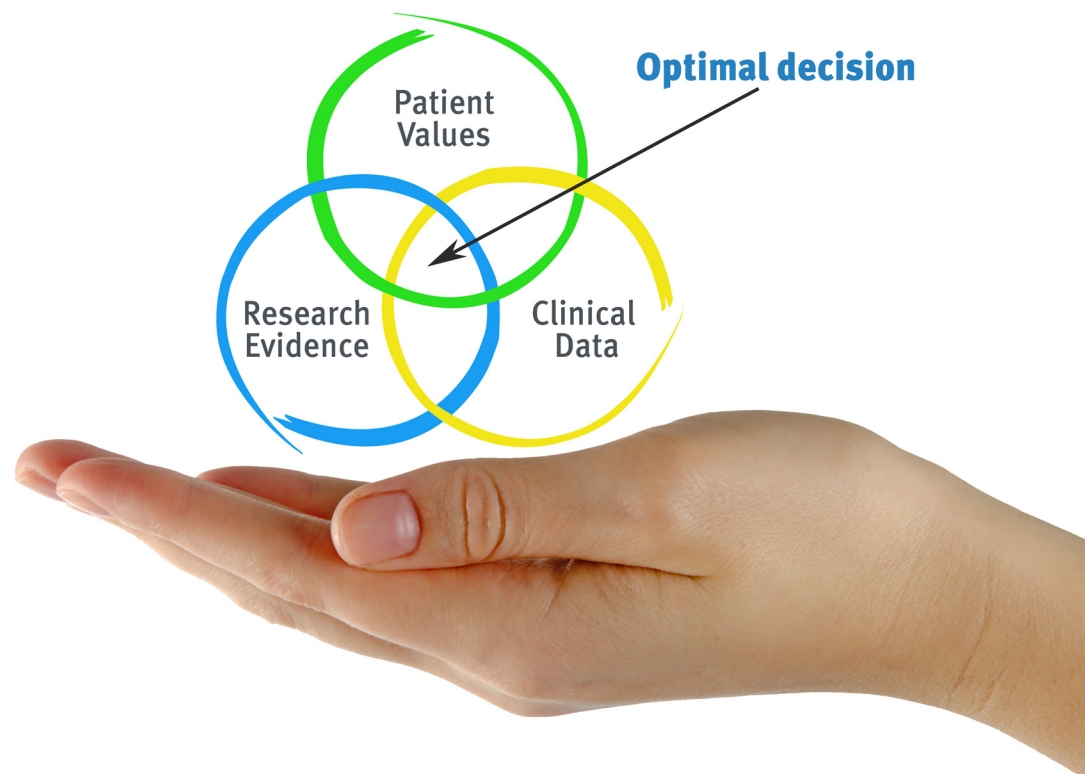 Optimal decision
Patient
Values
Research
Evidence
Clinical
Data